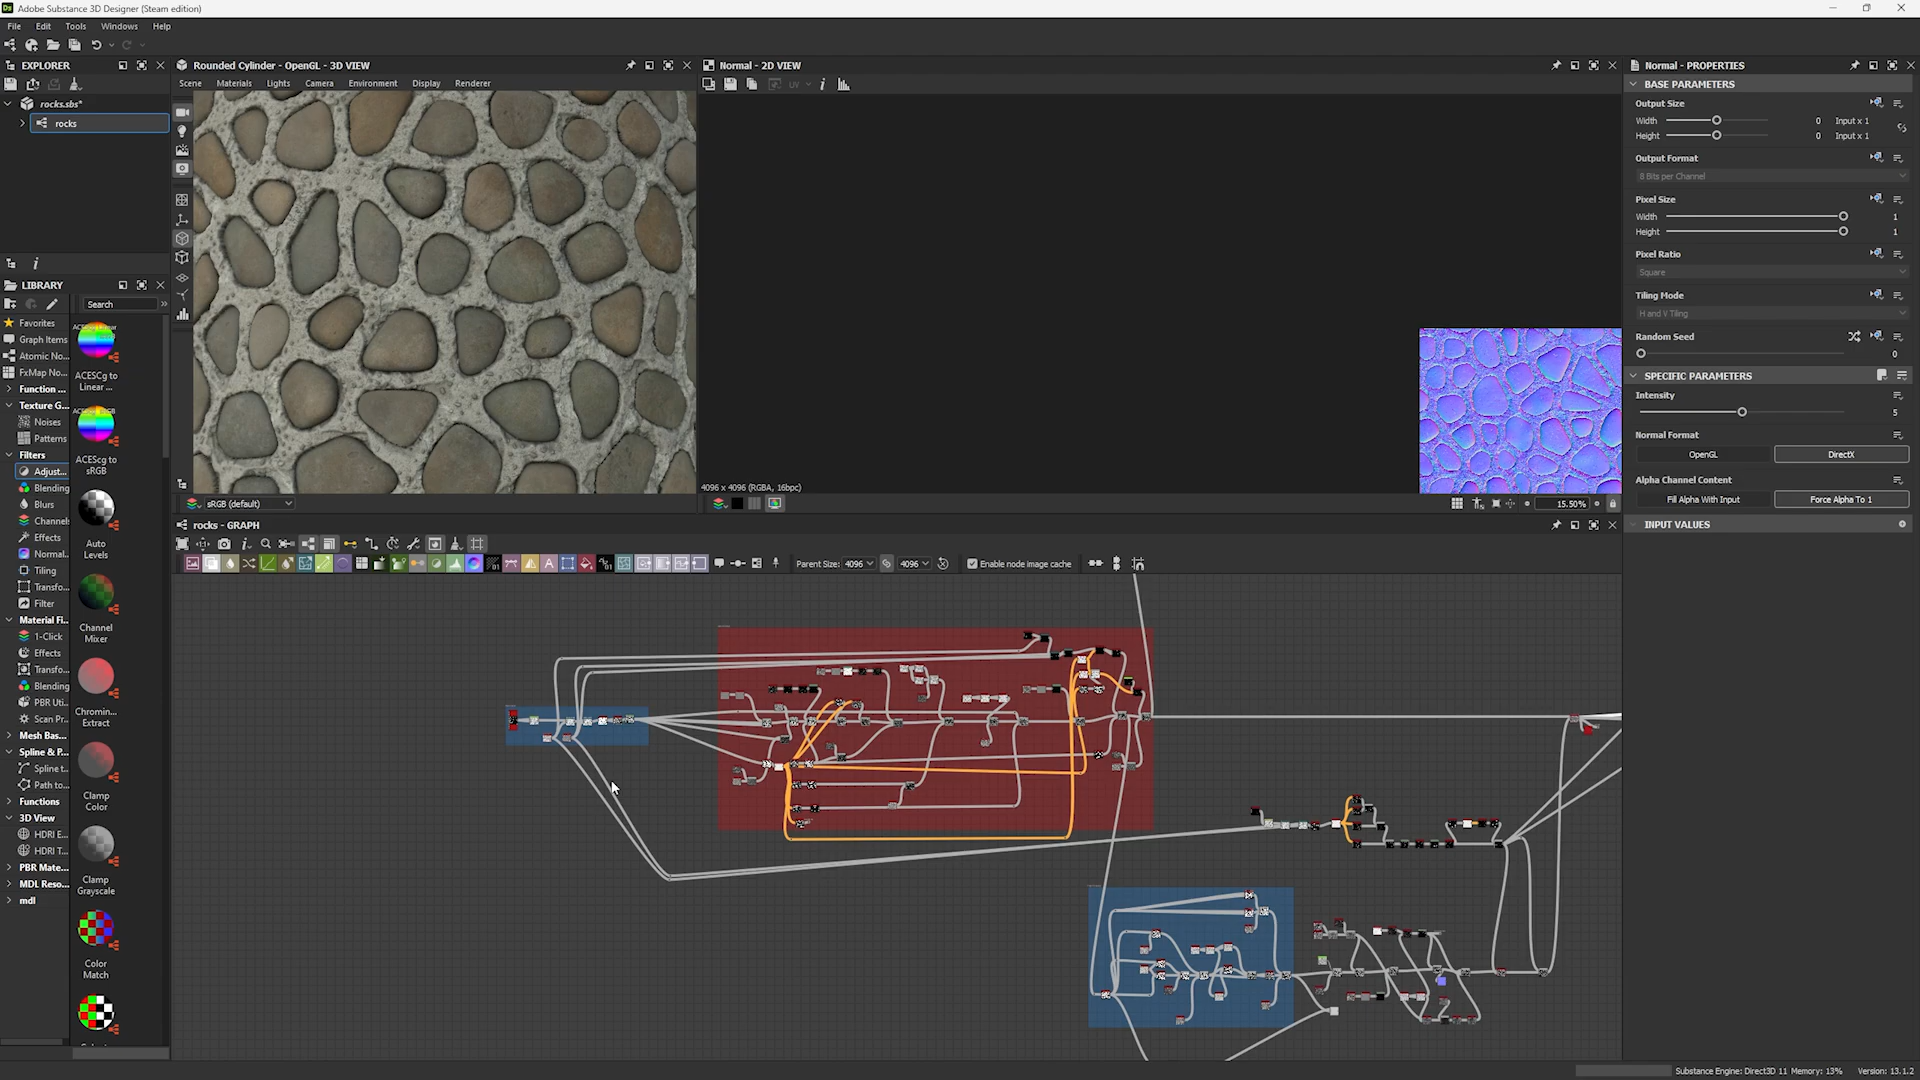 Adobe Substance 3D Designer (Steam edition)
File Edit Tools Windows Help
EXPLORER
rocks.sbs*
rocks
LIBRARY
Search
Favorites
Graph Items
Atomic No...
FxMap No...
Function ...
Texture G...
Noises
Patterns
Filters
Adjust...
Blending
Blurs
Channels
Effects
Normal...
Tiling
Transfo...
Filter
Material Fi...
1-Click
Effects
Transfo...
Blending
PBR Uti...
Scan Pr...
Mesh Bas...
Spline & P...
Spline t...
Path to...
Functions
3D View
HDRI E...
HDRI T...
PBR Mate...
MDL Reso...
mdl
ACEScg to
Linear ...
ACEScg to
sRGB
Auto
Levels
Channel
Mixer
Chromin...
Extract
Clamp
Color
Clamp
Grayscale
Color
Match
Rounded Cylinder - OpenGL - 3D VIEW
Scene Materials Lights Camera Environment Display Renderer
sRGB (default)
Normal - 2D VIEW
UV
4096 x 4096 (RGBA, 16bpc)
15.50%
rocks - GRAPH
Parent Size: 4096 4096 Enable node image cache
Normal - PROPERTIES
BASE PARAMETERS
Output Size
Width 0 Input x 1
Height 0 Input x 1
Output Format
8 Bits per Channel
Pixel Size
Width 1
Height 1
Pixel Ratio
Square
Tiling Mode
H and V Tiling
Random Seed
0
SPECIFIC PARAMETERS
Intensity
5
Normal Format
OpenGL DirectX
Alpha Channel Content
Fill Alpha With Input Force Alpha To 1
INPUT VALUES
Substance Engine: Direct3D 11 Memory: 13% Version: 13.1.2